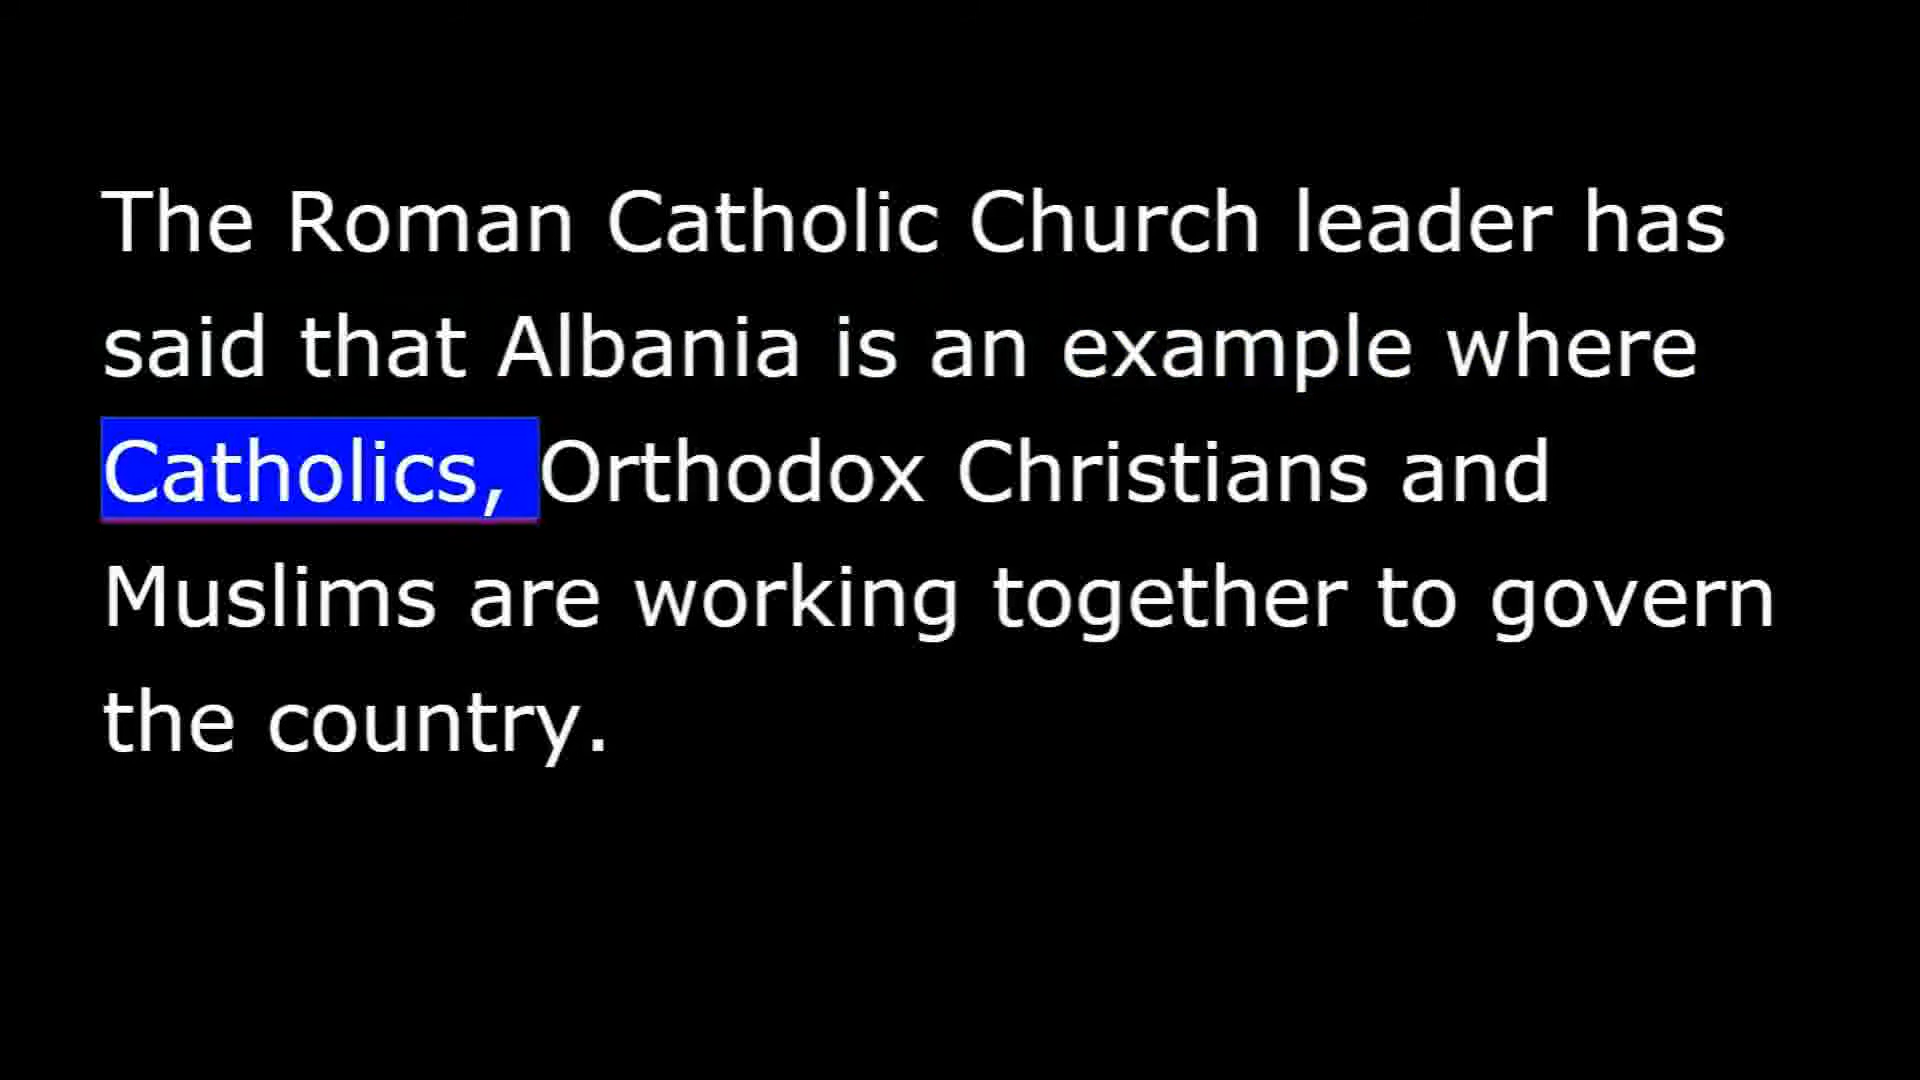 The Roman Catholic Church leader has
said that Albania is an example where
Catholics, Orthodox Christians and
Muslims are working together to govern
the country.